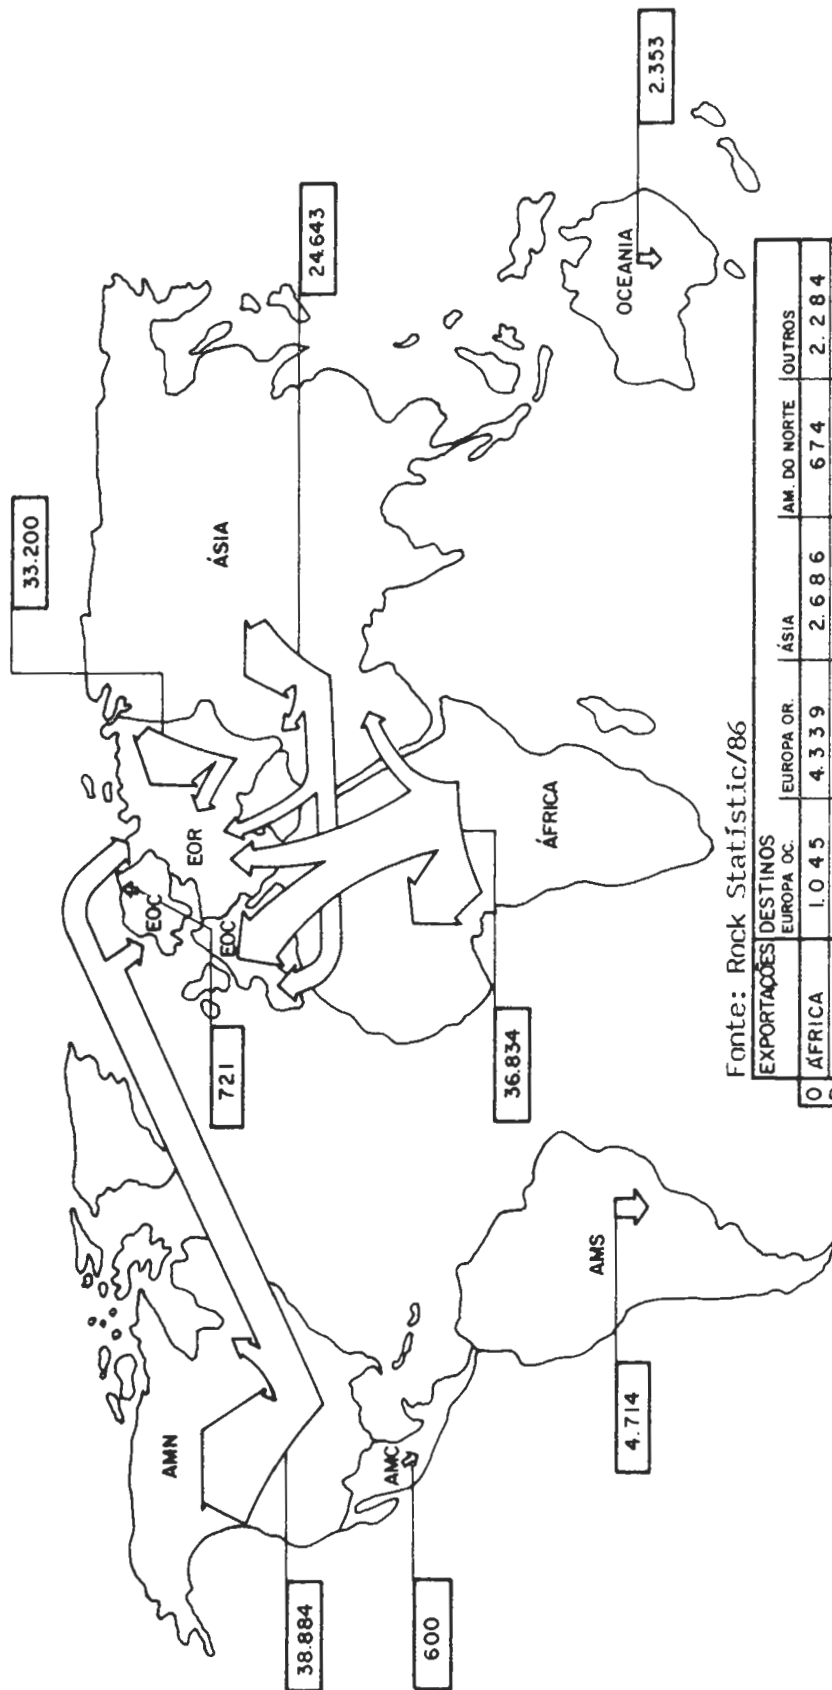 33.200
24.643
2.353
ÁSIA
OCEANIA
EOR
EOC
EOC
ÁFRICA
721
36.834
AMN
AMC
AMS
38.884
600
4.714
Fonte: Rock Statístic/86
EXPORTAÇÕES DESTINOS
EUROPA OC. EUROPA OR. ÁSIA AM. DO NORTE OUTROS
O ÁFRICA 1.045 4.339 2.686 674 2.284